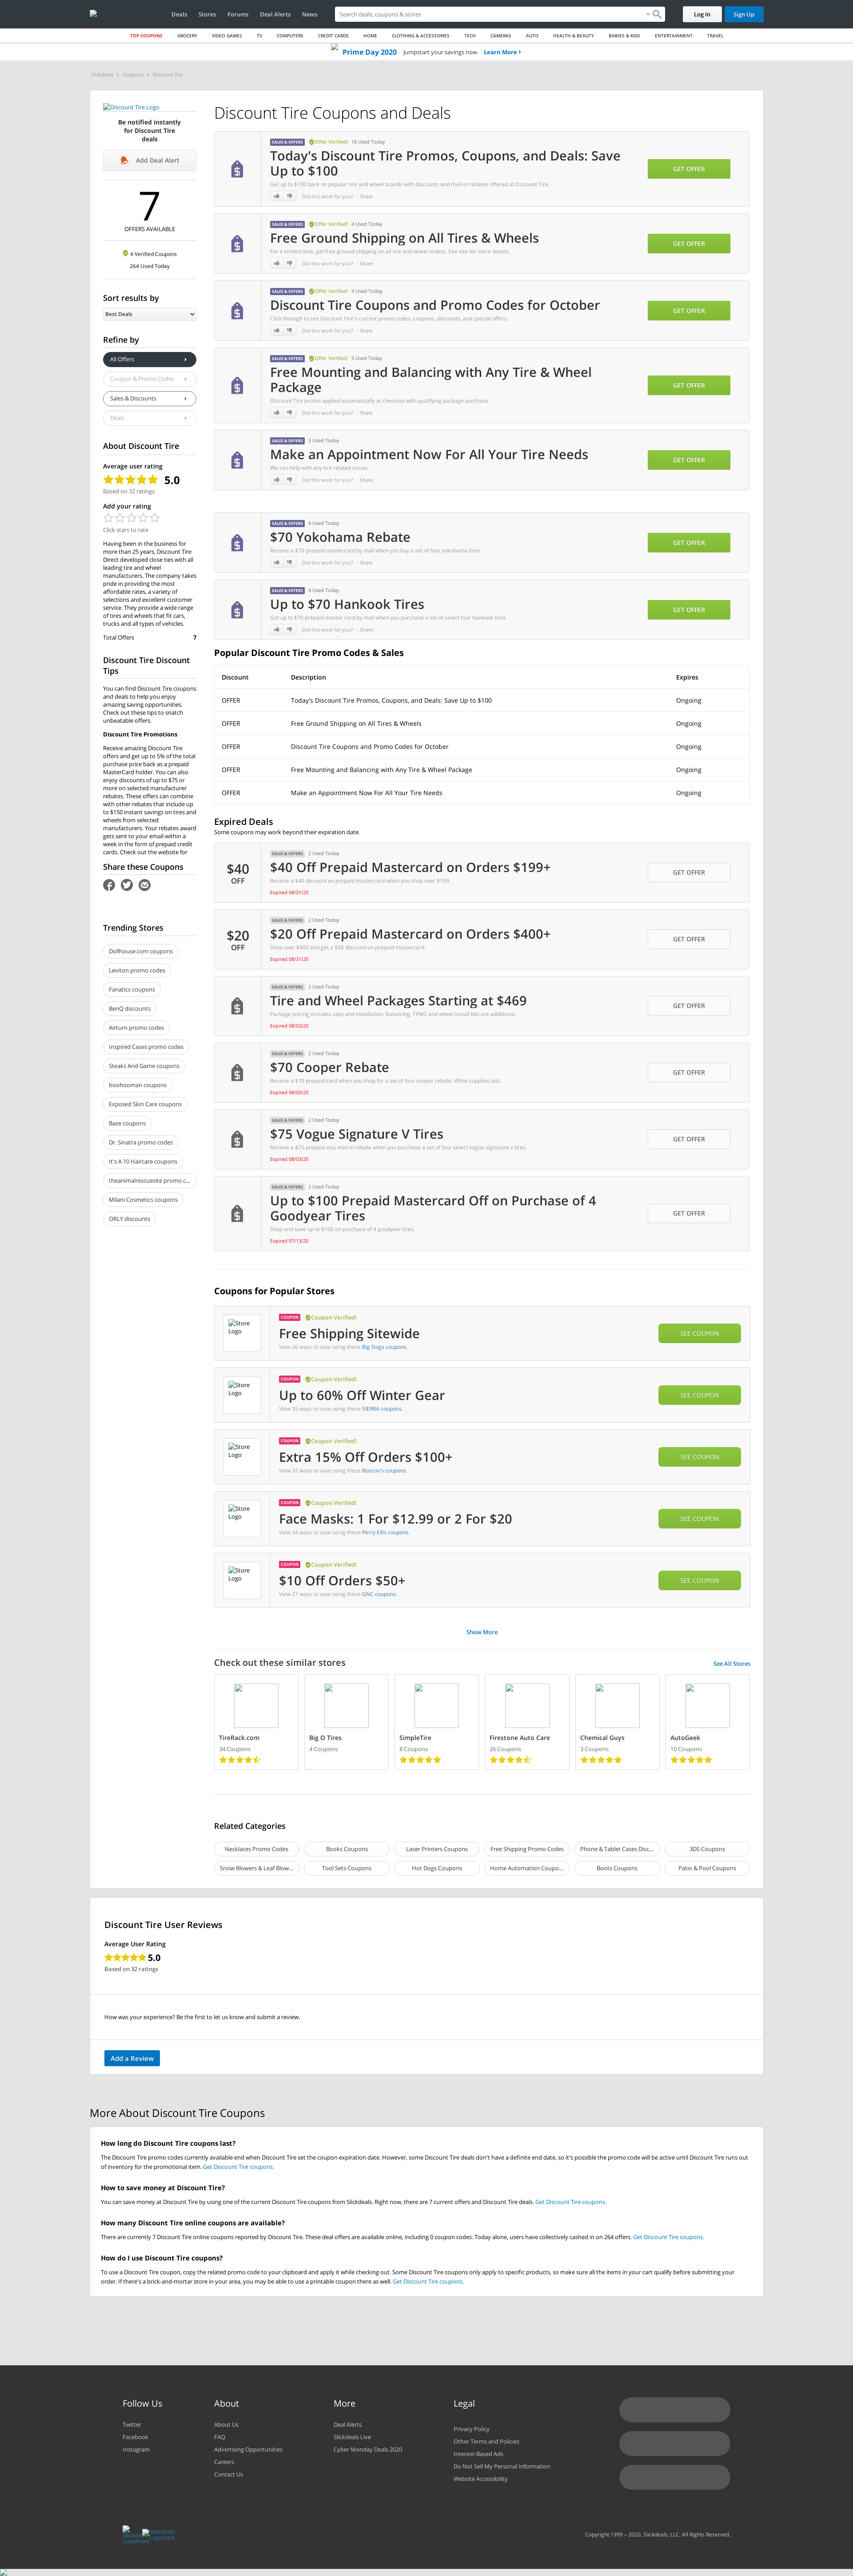 Deals
Stores
Forums
Deal Alerts
News
Search deals, coupons & stores
Log In
Sign Up
TOP COUPONS
GROCERY
VIDEO GAMES
TV
COMPUTERS
CREDIT CARDS
HOME
CLOTHING & ACCESSORIES
TECH
CAMERAS
AUTO
HEALTH & BEAUTY
BABIES & KIDS
ENTERTAINMENT
TRAVEL
Prime Day 2020 Jumpstart your savings now Learn More ›
Slickdeals › Coupons › Discount Tire
Discount Tire Logo
Be notified instantly
for Discount Tire
deals
Add Deal Alert
7
OFFERS AVAILABLE
4 Verified Coupons
264 Used Today
Sort results by
Best Deals
Refine by
All Offers
Coupon & Promo Codes
Sales & Discounts
Deals
About Discount Tire
Average user rating
5.0
Based on 32 ratings
Add your rating
Click stars to rate
Having been in the business for
more than 25 years, Discount Tire
Direct developed close ties with all
leading tire and wheel
manufacturers. The company takes
pride in providing the most
affordable rates, a variety of
selections and excellent customer
service. They provide a wide range
of tires and wheels that fit cars,
trucks and all types of vehicles.
Total Offers 7
Discount Tire Discount
Tips
You can find Discount Tire coupons
and deals to help you enjoy
amazing saving opportunities.
Check out these tips to snatch
unbeatable offers.
Discount Tire Promotions
Receive amazing Discount Tire
offers and get up to 5% of the total
purchase price back as a prepaid
MasterCard holder. You can also
enjoy discounts of up to $75 or
more on selected manufacturer
rebates. These offers can combine
with other rebates that include up
to $150 instant savings on tires and
wheels from selected
manufacturers. Your rebates award
gets sent to your email within a
week in the form of prepaid credit
cards. Check out the website for
Share these Coupons
Trending Stores
Dollhouse.com coupons
Leviton promo codes
Fanatics coupons
BenQ discounts
Airturn promo codes
Inspired Cases promo codes
Steaks And Game coupons
boohooman coupons
Exposed Skin Care coupons
Baze coupons
Dr. Sinatra promo codes
It's A 10 Haircare coupons
theanimalrescuesite promo c...
Milani Cosmetics coupons
ORLY discounts
Discount Tire Coupons and Deals
SALES & OFFERS Offer Verified! 16 Used Today
Today's Discount Tire Promos, Coupons, and Deals: Save
Up to $100
Get up to $100 back on popular tire and wheel brands with discounts and mail-in rebates offered at Discount Tire.
Did this work for you? · Share
GET OFFER
SALES & OFFERS Offer Verified! 4 Used Today
Free Ground Shipping on All Tires & Wheels
For a limited time, get free ground shipping on all tire and wheel orders. See site for more details.
Did this work for you? · Share
GET OFFER
SALES & OFFERS Offer Verified! 9 Used Today
Discount Tire Coupons and Promo Codes for October
Click through to see Discount Tire's current promo codes, coupons, discounts, and special offers.
Did this work for you? · Share
GET OFFER
SALES & OFFERS Offer Verified! 5 Used Today
Free Mounting and Balancing with Any Tire & Wheel
Package
Discount Tire promo applied automatically at checkout with qualifying package purchase.
Did this work for you? · Share
GET OFFER
SALES & OFFERS 3 Used Today
Make an Appointment Now For All Your Tire Needs
We can help with any tire related issues.
Did this work for you? · Share
GET OFFER
SALES & OFFERS 4 Used Today
$70 Yokohama Rebate
Receive a $70 prepaid mastercard by mail when you buy a set of four yokohama tires.
Did this work for you? · Share
GET OFFER
SALES & OFFERS 4 Used Today
Up to $70 Hankook Tires
Get up to $70 prepaid master card by mail when you purchase a set of select four hankook tires.
Did this work for you? · Share
GET OFFER
Popular Discount Tire Promo Codes & Sales
Discount Description Expires
OFFER Today's Discount Tire Promos, Coupons, and Deals: Save Up to $100 Ongoing
OFFER Free Ground Shipping on All Tires & Wheels Ongoing
OFFER Discount Tire Coupons and Promo Codes for October Ongoing
OFFER Free Mounting and Balancing with Any Tire & Wheel Package Ongoing
OFFER Make an Appointment Now For All Your Tire Needs Ongoing
Expired Deals
Some coupons may work beyond their expiration date.
$40
OFF
SALES & OFFERS 2 Used Today
$40 Off Prepaid Mastercard on Orders $199+
Receive a $40 discount on prepaid mastercard when you shop over $199.
Expired 08/31/20
GET OFFER
$20
OFF
SALES & OFFERS 2 Used Today
$20 Off Prepaid Mastercard on Orders $400+
Shop over $400 and get a $20 discount on prepaid mastercard.
Expired 08/31/20
GET OFFER
SALES & OFFERS 2 Used Today
Tire and Wheel Packages Starting at $469
Package pricing includes caps and installation. Balancing, TPMS and wheel install kits are additional.
Expired 08/03/20
GET OFFER
SALES & OFFERS 2 Used Today
$70 Cooper Rebate
Receive a $70 prepaid card when you shop for a set of four cooper rebate. While supplies last.
Expired 08/03/20
GET OFFER
SALES & OFFERS 2 Used Today
$75 Vogue Signature V Tires
Receive a $75 prepaid visa mail in rebate when you purchase a set of four select vogue signature v tires.
Expired 08/03/20
GET OFFER
SALES & OFFERS 2 Used Today
Up to $100 Prepaid Mastercard Off on Purchase of 4
Goodyear Tires
Shop and save up to $100 on purchase of 4 goodyear tires.
Expired 07/13/20
GET OFFER
Coupons for Popular Stores
Store Logo
COUPON Coupon Verified!
Free Shipping Sitewide
View 26 ways to save using these Big Dogs coupons.
SEE COUPON
Store Logo
COUPON Coupon Verified!
Up to 60% Off Winter Gear
View 35 ways to save using these SIERRA coupons.
SEE COUPON
Store Logo
COUPON Coupon Verified!
Extra 15% Off Orders $100+
View 32 ways to save using these Boscov's coupons.
SEE COUPON
Store Logo
COUPON Coupon Verified!
Face Masks: 1 For $12.99 or 2 For $20
View 34 ways to save using these Perry Ellis coupons.
SEE COUPON
Store Logo
COUPON Coupon Verified!
$10 Off Orders $50+
View 27 ways to save using these GNC coupons.
SEE COUPON
Show More
Check out these similar stores
See All Stores
TireRack.com
34 Coupons
Big O Tires
4 Coupons
SimpleTire
8 Coupons
Firestone Auto Care
26 Coupons
Chemical Guys
3 Coupons
AutoGeek
10 Coupons
Related Categories
Necklaces Promo Codes
Books Coupons
Laser Printers Coupons
Free Shipping Promo Codes
Phone & Tablet Cases Disc...
3DS Coupons
Snow Blowers & Leaf Blow...
Tool Sets Coupons
Hot Dogs Coupons
Home Automation Coupo...
Boots Coupons
Patio & Pool Coupons
Discount Tire User Reviews
Average User Rating
5.0
Based on 32 ratings
How was your experience? Be the first to let us know and submit a review.
Add a Review
More About Discount Tire Coupons
How long do Discount Tire coupons last?
The Discount Tire promo codes currently available end when Discount Tire set the coupon expiration date. However, some Discount Tire deals don't have a definite end date, so it's possible the promo code will be active until Discount Tire runs out
of inventory for the promotional item. Get Discount Tire coupons.
How to save money at Discount Tire?
You can save money at Discount Tire by using one of the current Discount Tire coupons from Slickdeals. Right now, there are 7 current offers and Discount Tire deals. Get Discount Tire coupons.
How many Discount Tire online coupons are available?
There are currently 7 Discount Tire online coupons reported by Discount Tire. These deal offers are available online, including 0 coupon codes. Today alone, users have collectively cashed in on 264 offers. Get Discount Tire coupons.
How do I use Discount Tire coupons?
To use a Discount Tire coupon, copy the related promo code to your clipboard and apply it while checking out. Some Discount Tire coupons only apply to specific products, so make sure all the items in your cart qualify before submitting your
order. If there's a brick-and-mortar store in your area, you may be able to use a printable coupon there as well. Get Discount Tire coupons.
Follow Us
Twitter
Facebook
Instagram
About
About Us
FAQ
Advertising Opportunities
Careers
Contact Us
More
Deal Alerts
Slickdeals Live
Cyber Monday Deals 2020
Legal
Privacy Policy
Other Terms and Policies
Interest-Based Ads
Do Not Sell My Personal Information
Website Accessibility
Slickdeals Logomark
Slickdeals Logotype
Copyright 1999 – 2020. Slickdeals, LLC. All Rights Reserved.